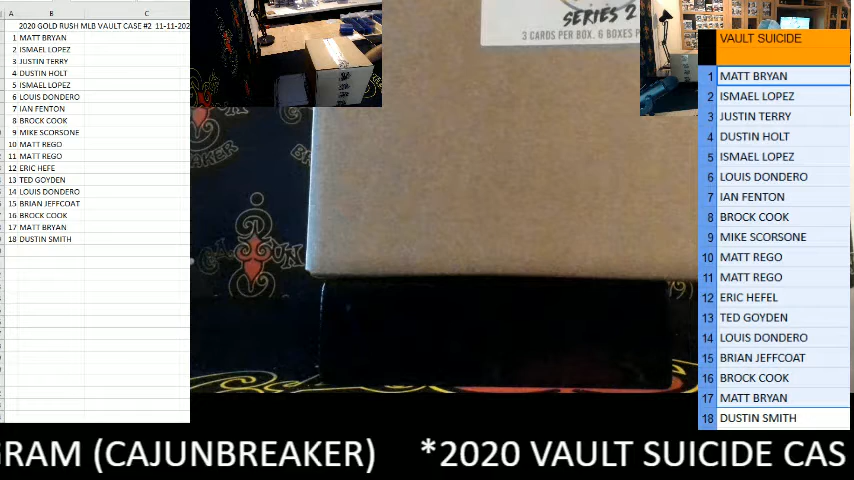 A B C
2020 GOLD RUSH MLB VAULT CASE #2 11-11-202
1 MATT BRYAN
2 ISMAEL LOPEZ
3 JUSTIN TERRY
4 DUSTIN HOLT
5 ISMAEL LOPEZ
6 LOUIS DONDERO
7 IAN FENTON
8 BROCK COOK
9 MIKE SCORSONE
10 MATT REGO
11 MATT REGO
12 ERIC HEFE
13 TED GOYDEN
14 LOUIS DONDERO
15 BRIAN JEFFCOAT
16 BROCK COOK
17 MATT BRYAN
18 DUSTIN SMITH
SERIES 2
3 CARDS PER BOX. 6 BOXES P
CAJUN
BREAKER
VAULT SUICIDE
1 MATT BRYAN
2 ISMAEL LOPEZ
3 JUSTIN TERRY
4 DUSTIN HOLT
5 ISMAEL LOPEZ
6 LOUIS DONDERO
7 IAN FENTON
8 BROCK COOK
9 MIKE SCORSONE
10 MATT REGO
11 MATT REGO
12 ERIC HEFEL
13 TED GOYDEN
14 LOUIS DONDERO
15 BRIAN JEFFCOAT
16 BROCK COOK
17 MATT BRYAN
18 DUSTIN SMITH
GRAM (CAJUNBREAKER) *2020 VAULT SUICIDE CAS